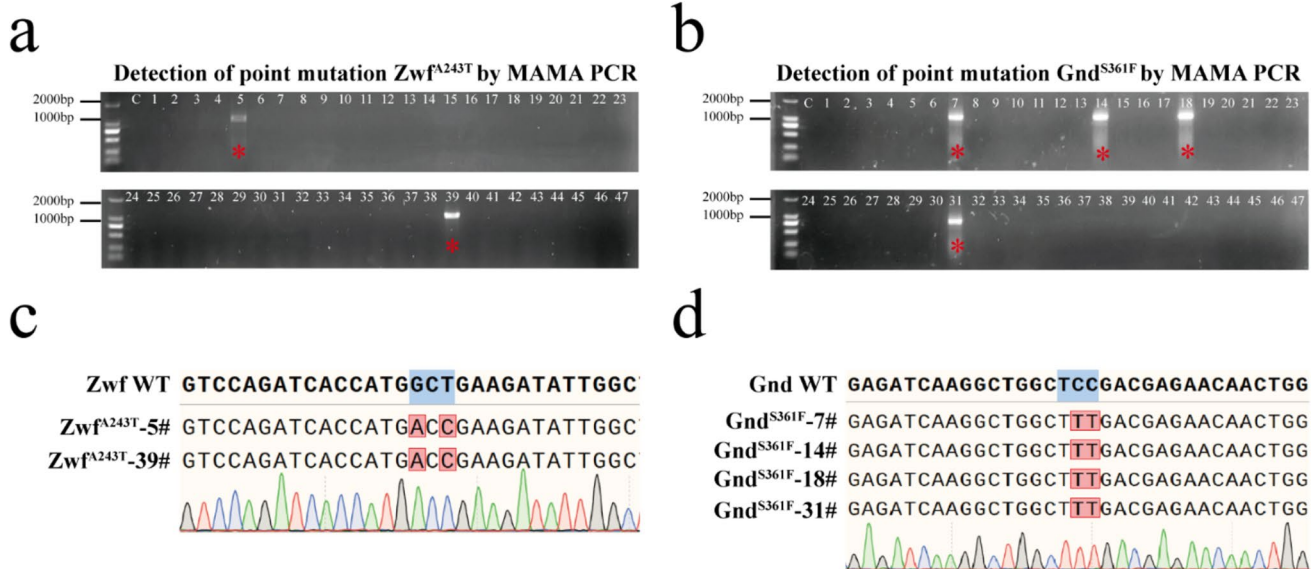 a
Detection of point mutation Zwf^A243T by MAMA PCR
2000bp
1000bp
C 1 2 3 4 5 6 7 8 9 10 11 12 13 14 15 16 17 18 19 20 21 22 23
*
2000bp
1000bp
24 25 26 27 28 29 30 31 32 33 34 35 36 37 38 39 40 41 42 43 44 45 46 47
*
b
Detection of point mutation Gnd^S361F by MAMA PCR
2000bp
1000bp
C 1 2 3 4 5 6 7 8 9 10 11 12 13 14 15 16 17 18 19 20 21 22 23
* * *
2000bp
1000bp
24 25 26 27 28 29 30 31 32 33 34 35 36 37 38 39 40 41 42 43 44 45 46 47
*
c
Zwf WT GTCCAGATCACCATGGCTGAAGATATTGGC
Zwf^A243T-5# GTCCAGATCACCATGACCGAAGATATTGGC
Zwf^A243T-39# GTCCAGATCACCATGACCGAAGATATTGGC
d
Gnd WT GAGATCAAGGCTGGCTCCGACGAGAACAACTGG
Gnd^S361F-7# GAGATCAAGGCTGGCTTTGACGAGAACAACTGG
Gnd^S361F-14# GAGATCAAGGCTGGCTTTGACGAGAACAACTGG
Gnd^S361F-18# GAGATCAAGGCTGGCTTTGACGAGAACAACTGG
Gnd^S361F-31# GAGATCAAGGCTGGCTTTGACGAGAACAACTGG